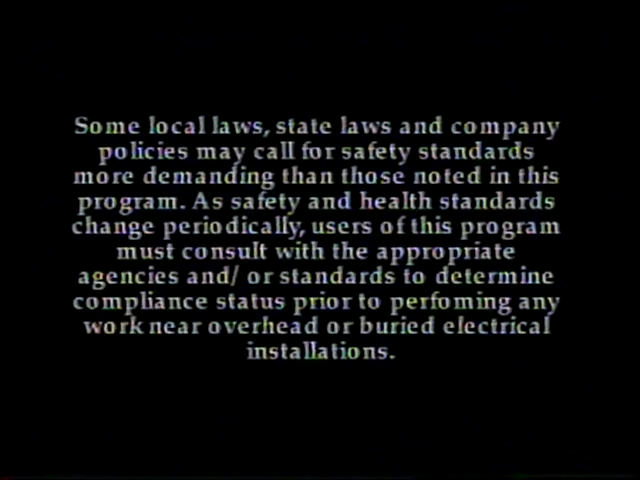 Some local laws, state laws and company
policies may call for safety standards
more demanding than those noted in this
program. As safety and health standards
change periodically, users of this program
must consult with the appropriate
agencies and/ or standards to determine
compliance status prior to perfoming any
work near overhead or buried electrical
installations.